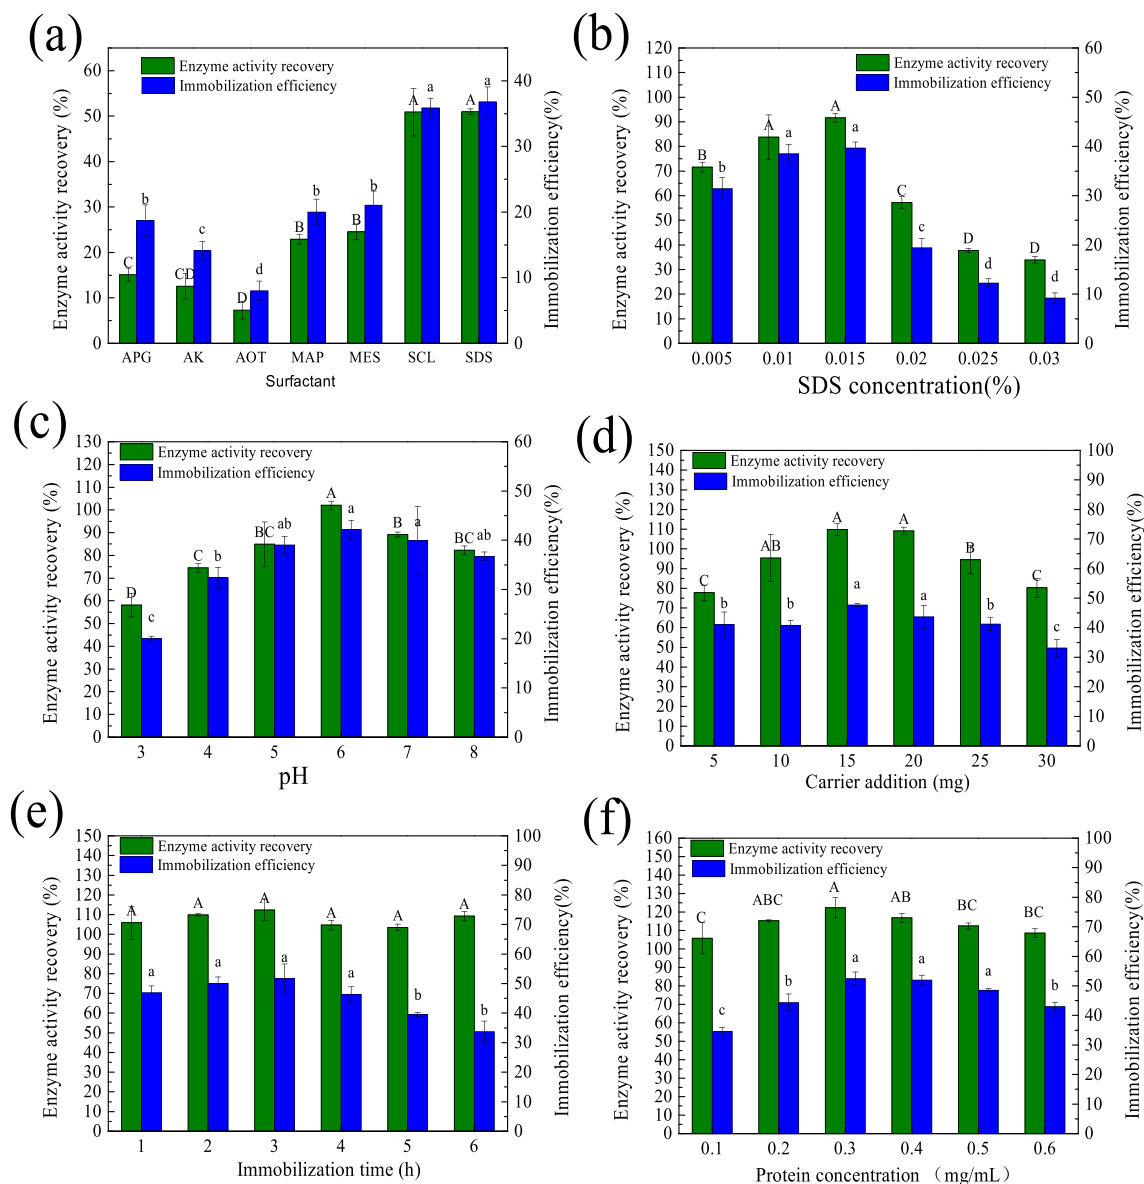 (a)
Enzyme activity recovery
Immobilization efficiency
Enzyme activity recovery (%)
60
50
40
30
20
10
0
Immobilization efficiency(%)
40
30
20
10
0
C b CD c D d B b B b A a A a
APG AK AOT MAP MES SCL SDS
Surfactant
(b)
Enzyme activity recovery
Immobilization efficiency
Enzyme activity recovery (%)
120
110
100
90
80
70
60
50
40
30
20
10
0
Immobilization efficiency(%)
60
50
40
30
20
10
0
B b A a A a C c D d D d
0.005 0.01 0.015 0.02 0.025 0.03
SDS concentration(%)
(c)
Enzyme activity recovery
Immobilization efficiency
Enzyme activity recovery (%)
130
120
110
100
90
80
70
60
50
40
30
20
10
0
Immobilization efficiency(%)
60
50
40
30
20
10
0
D c C b BC ab A a B a BC ab
3 4 5 6 7 8
pH
(d)
Enzyme activity recovery
Immobilization efficiency
Enzyme activity recovery (%)
150
140
130
120
110
100
90
80
70
60
50
40
30
20
10
0
Immobilization efficiency(%)
100
90
80
70
60
50
40
30
20
10
0
C b AB b A a A a B b C c
5 10 15 20 25 30
Carrier addition (mg)
(e)
Enzyme activity recovery
Immobilization efficiency
Enzyme activity recovery (%)
150
140
130
120
110
100
90
80
70
60
50
40
30
20
10
0
Immobilization efficiency(%)
100
90
80
70
60
50
40
30
20
10
0
A a A a A a A a A b A b
1 2 3 4 5 6
Immobilization time (h)
(f)
Enzyme activity recovery
Immobilization efficiency
Enzyme activity recovery (%)
160
150
140
130
120
110
100
90
80
70
60
50
40
30
20
10
0
Immobilization efficiency(%)
100
80
60
40
20
0
C c ABC b A a AB a BC a BC b
0.1 0.2 0.3 0.4 0.5 0.6
Protein concentration （mg/mL）